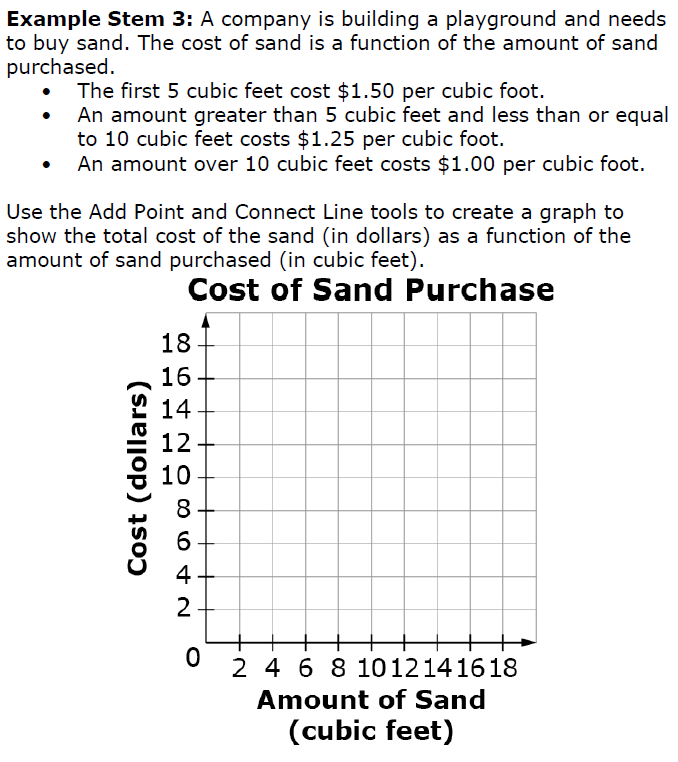 Example Stem 3: A company is building a playground and needs
to buy sand. The cost of sand is a function of the amount of sand
purchased.
• The first 5 cubic feet cost $1.50 per cubic foot.
• An amount greater than 5 cubic feet and less than or equal
to 10 cubic feet costs $1.25 per cubic foot.
• An amount over 10 cubic feet costs $1.00 per cubic foot.
Use the Add Point and Connect Line tools to create a graph to
show the total cost of the sand (in dollars) as a function of the
amount of sand purchased (in cubic feet).
Cost of Sand Purchase
Cost (dollars)
18
16
14
12
10
8
6
4
2
0
2 4 6 8 10 12 14 16 18
Amount of Sand
(cubic feet)